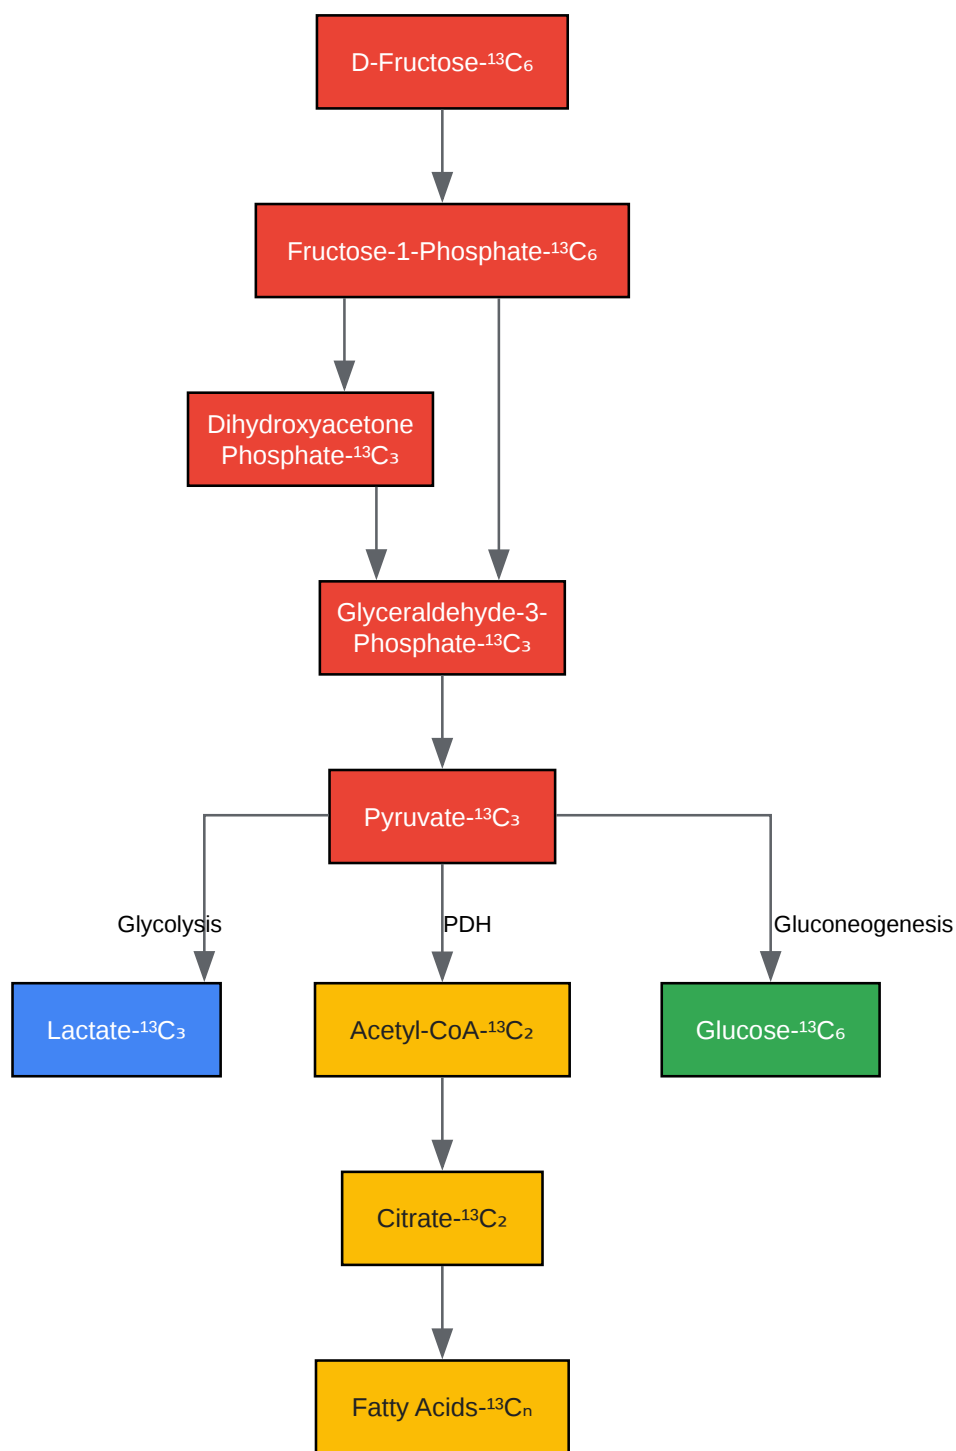 D-Fructose-¹³C₆
Fructose-1-Phosphate-¹³C₆
Dihydroxyacetone
Phosphate-¹³C₃
Glyceraldehyde-3-
Phosphate-¹³C₃
Pyruvate-¹³C₃
Glycolysis
PDH
Gluconeogenesis
Lactate-¹³C₃
Acetyl-CoA-¹³C₂
Glucose-¹³C₆
Citrate-¹³C₂
Fatty Acids-¹³Cₙ